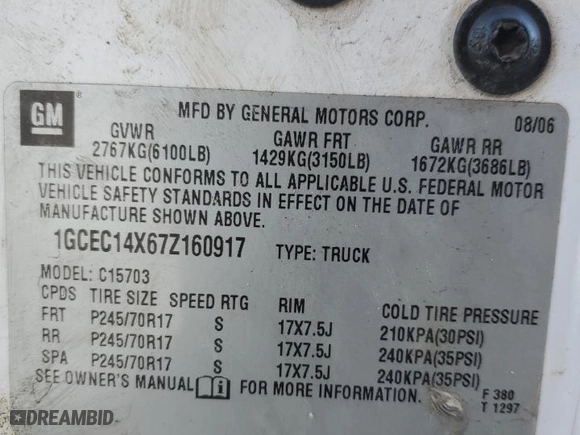 GM ®
MFD BY GENERAL MOTORS CORP. 08/06
GVWR GAWR FRT GAWR RR
2767KG(6100LB) 1429KG(3150LB) 1672KG(3686LB)
THIS VEHICLE CONFORMS TO ALL APPLICABLE U.S. FEDERAL MOTOR
VEHICLE SAFETY STANDARDS IN EFFECT ON THE DATE OF
MANUFACTURE SHOWN ABOVE.
1GCEC14X67Z160917 TYPE: TRUCK
MODEL: C15703
CPDS TIRE SIZE SPEED RTG RIM COLD TIRE PRESSURE
FRT P245/70R17 S 17X7.5J 210KPA(30PSI)
RR P245/70R17 S 17X7.5J 240KPA(35PSI)
SPA P245/70R17 S 17X7.5J 240KPA(35PSI)
SEE OWNER'S MANUAL FOR MORE INFORMATION. F 380
T 1297
DREAMBID